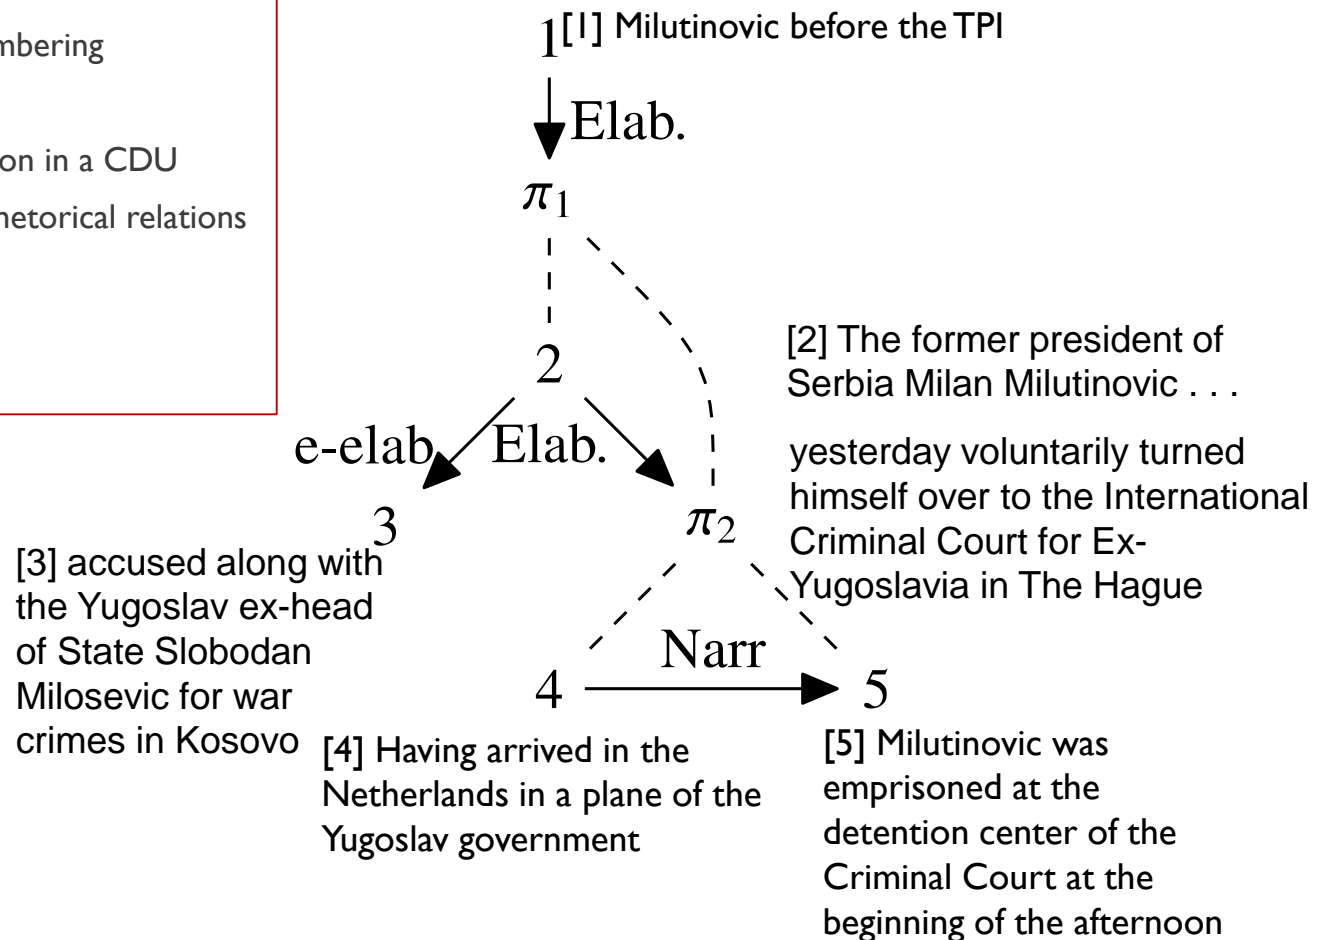 mbering
on in a CDU
hetorical relations
1
[1] Milutinovic before the TPI
Elab.
π1
2
e-elab
Elab.
3
π2
[2] The former president of
Serbia Milan Milutinovic . . .
yesterday voluntarily turned
himself over to the International
Criminal Court for Ex-
Yugoslavia in The Hague
[3] accused along with
the Yugoslav ex-head
of State Slobodan
Milosevic for war
crimes in Kosovo
4
Narr
5
[4] Having arrived in the
Netherlands in a plane of the
Yugoslav government
[5] Milutinovic was
emprisoned at the
detention center of the
Criminal Court at the
beginning of the afternoon